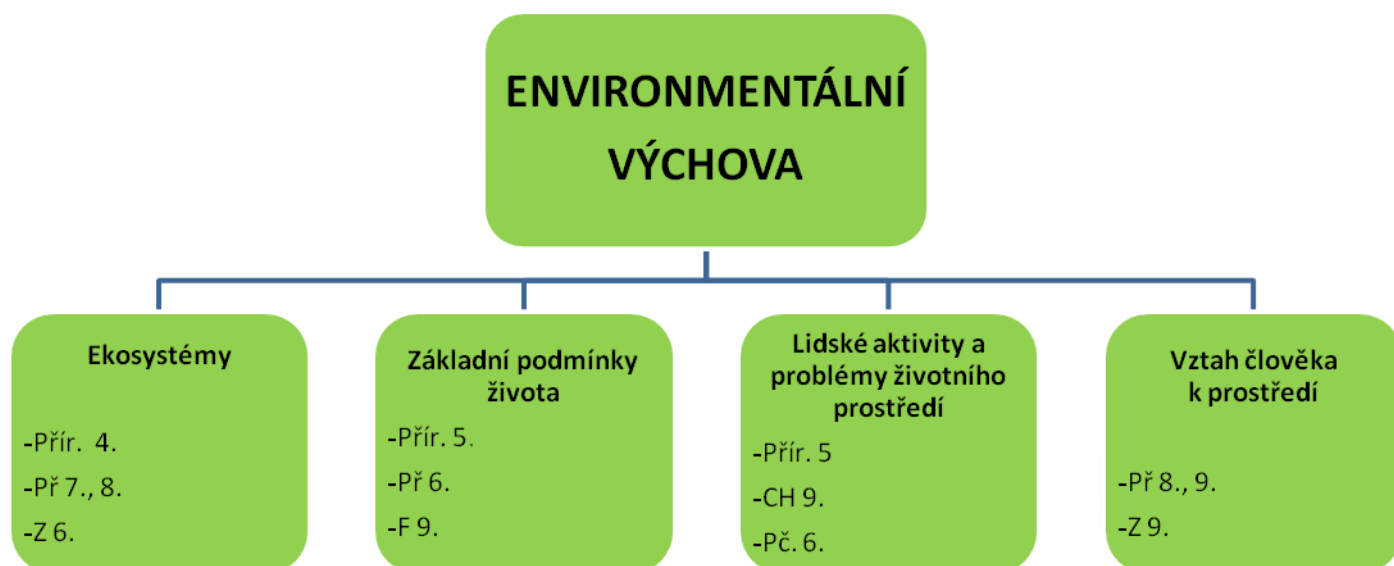 ENVIRONMENTÁLNÍ
VÝCHOVA
Ekosystémy
-Přír. 4.
-Př 7., 8.
-Z 6.
Základní podmínky
života
-Přír. 5.
-Př 6.
-F 9.
Lidské aktivity a
problémy životního
prostředí
-Přír. 5
-CH 9.
-Pč. 6.
Vztah člověka
k prostředí
-Př 8., 9.
-Z 9.